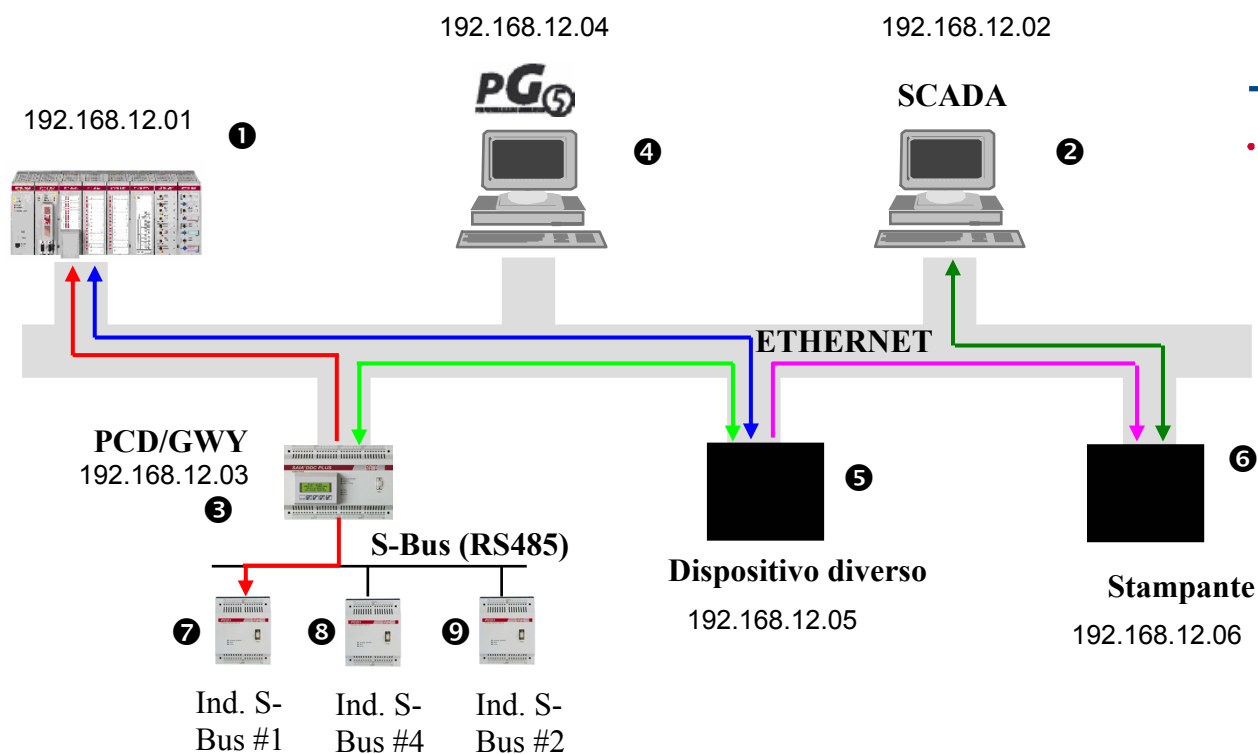 192.168.12.04
192.168.12.02
PG5
SCADA
192.168.12.01
❶
❹
❷
ETHERNET
PCD/GWY
192.168.12.03
❸
❺
❻
S-Bus (RS485)
Dispositivo diverso
192.168.12.05
Stampante
192.168.12.06
❼
❽
❾
Ind. S-
Bus #1
Ind. S-
Bus #4
Ind. S-
Bus #2